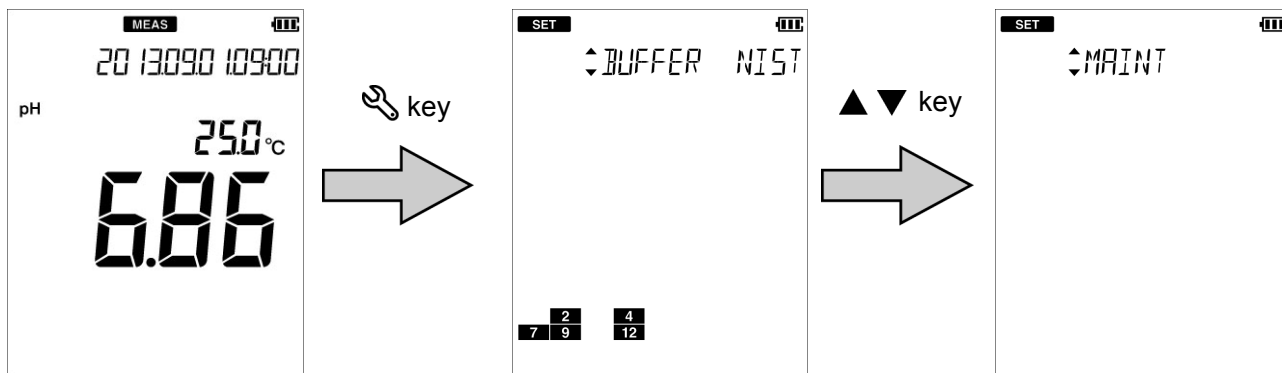 MEAS
2013.09.01.09:00
pH
25.0 °C
6.86
key
SET
BUFFER NIST
2 4
7 9 12
key
SET
MAINT